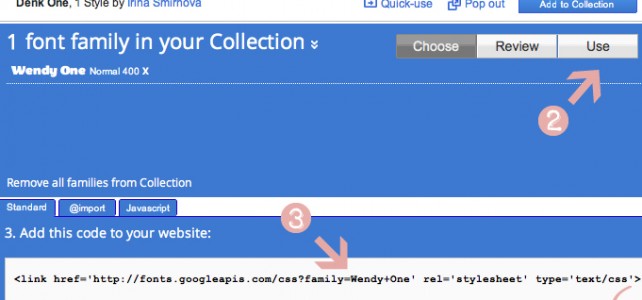 Denk One, 1 Style by Irina Smirnova
Quick-use Pop out Add to Collection
1 font family in your Collection
Choose Review Use
Wendy One Normal 400 X
2
Remove all families from Collection
Standard @import Javascript
3
3. Add this code to your website:
<link href='http://fonts.googleapis.com/css?family=Wendy+One' rel='stylesheet' type='text/css'>